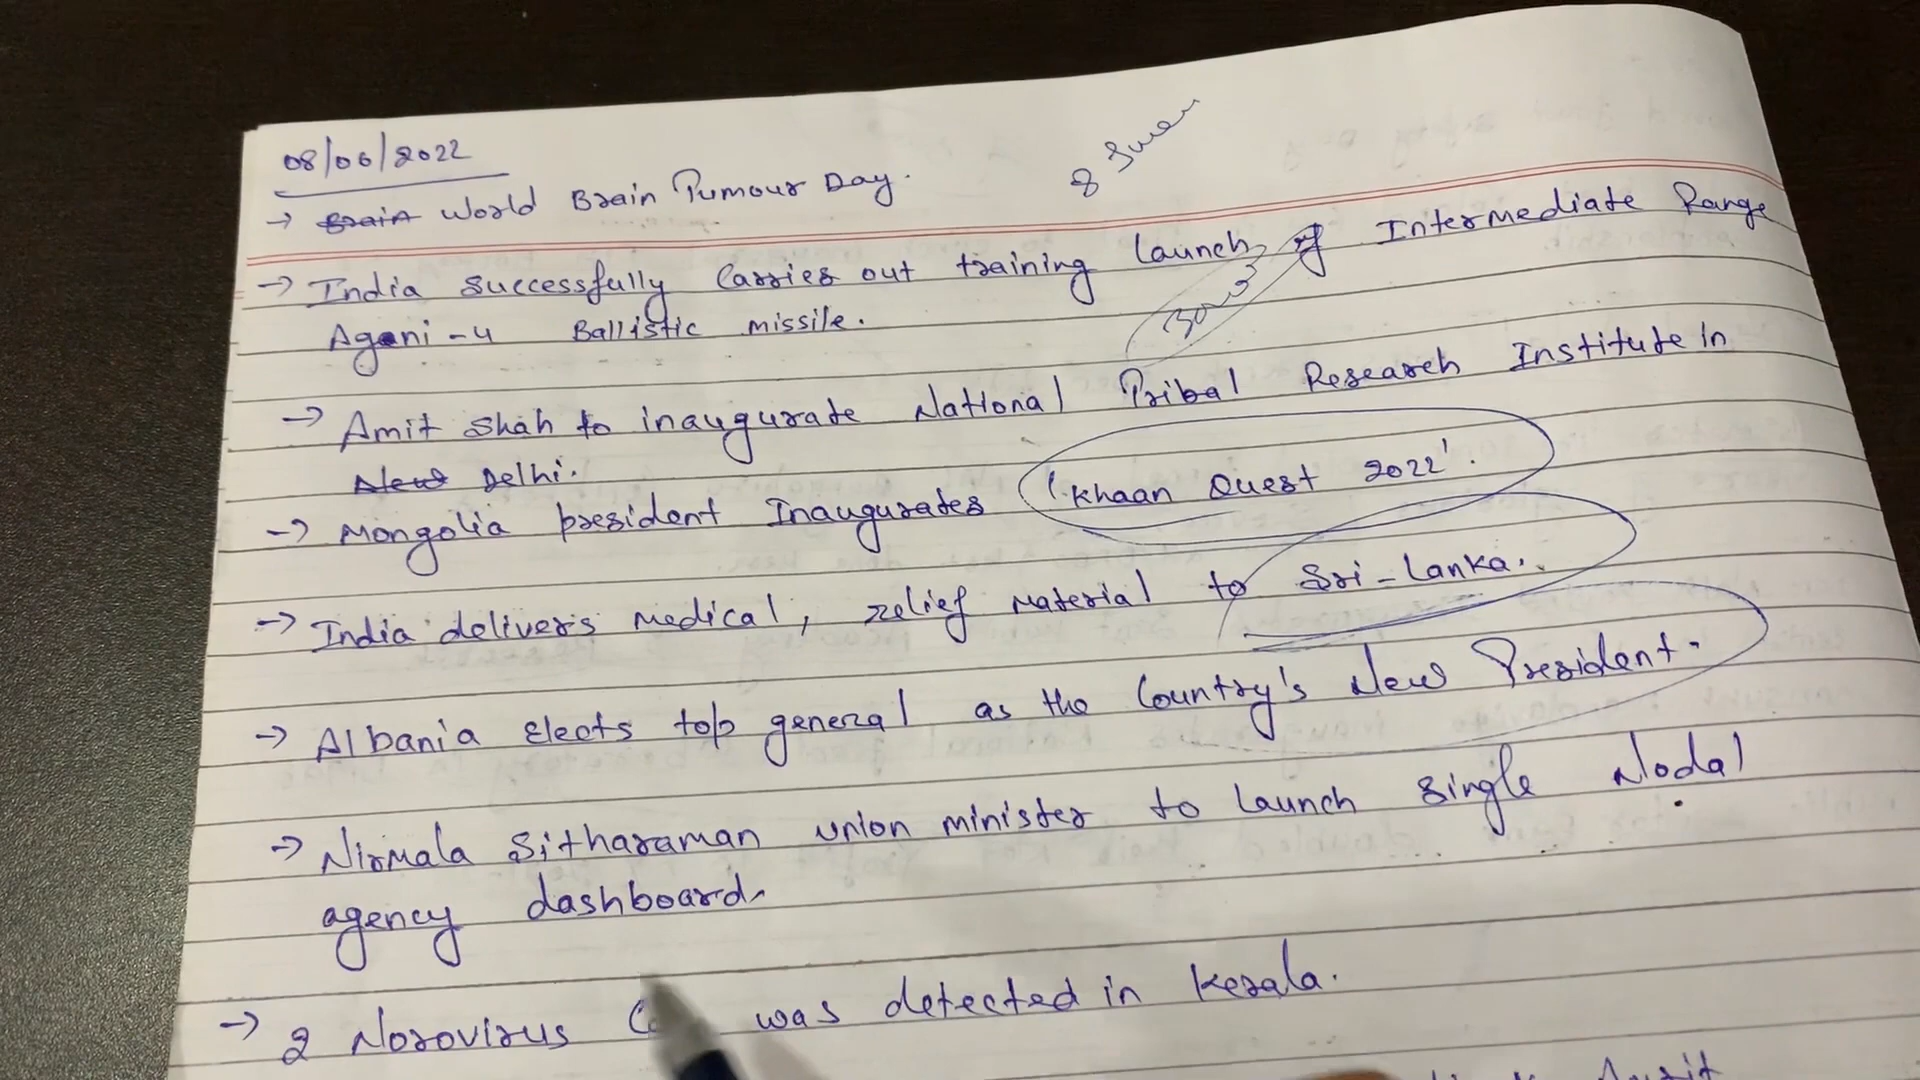 08/06/2022
8 June
→ Brain World Brain Tumour Day.
→ India successfully Carries out training Launch of Intermediate Range
Agni-4 Ballistic missile.
→ Amit Shah to inaugurate National Tribal Research Institute in
New Delhi.
→ Mongolia president Inaugurates 'Khaan Quest 2022'.
→ India delivers medical, relief material to Sri-Lanka.
→ Albania elects top general as the Country's New President.
→ Nirmala Sitharaman union minister to Launch single Nodal
agency dashboard.
→ 2 Norovirus was detected in Kerala.